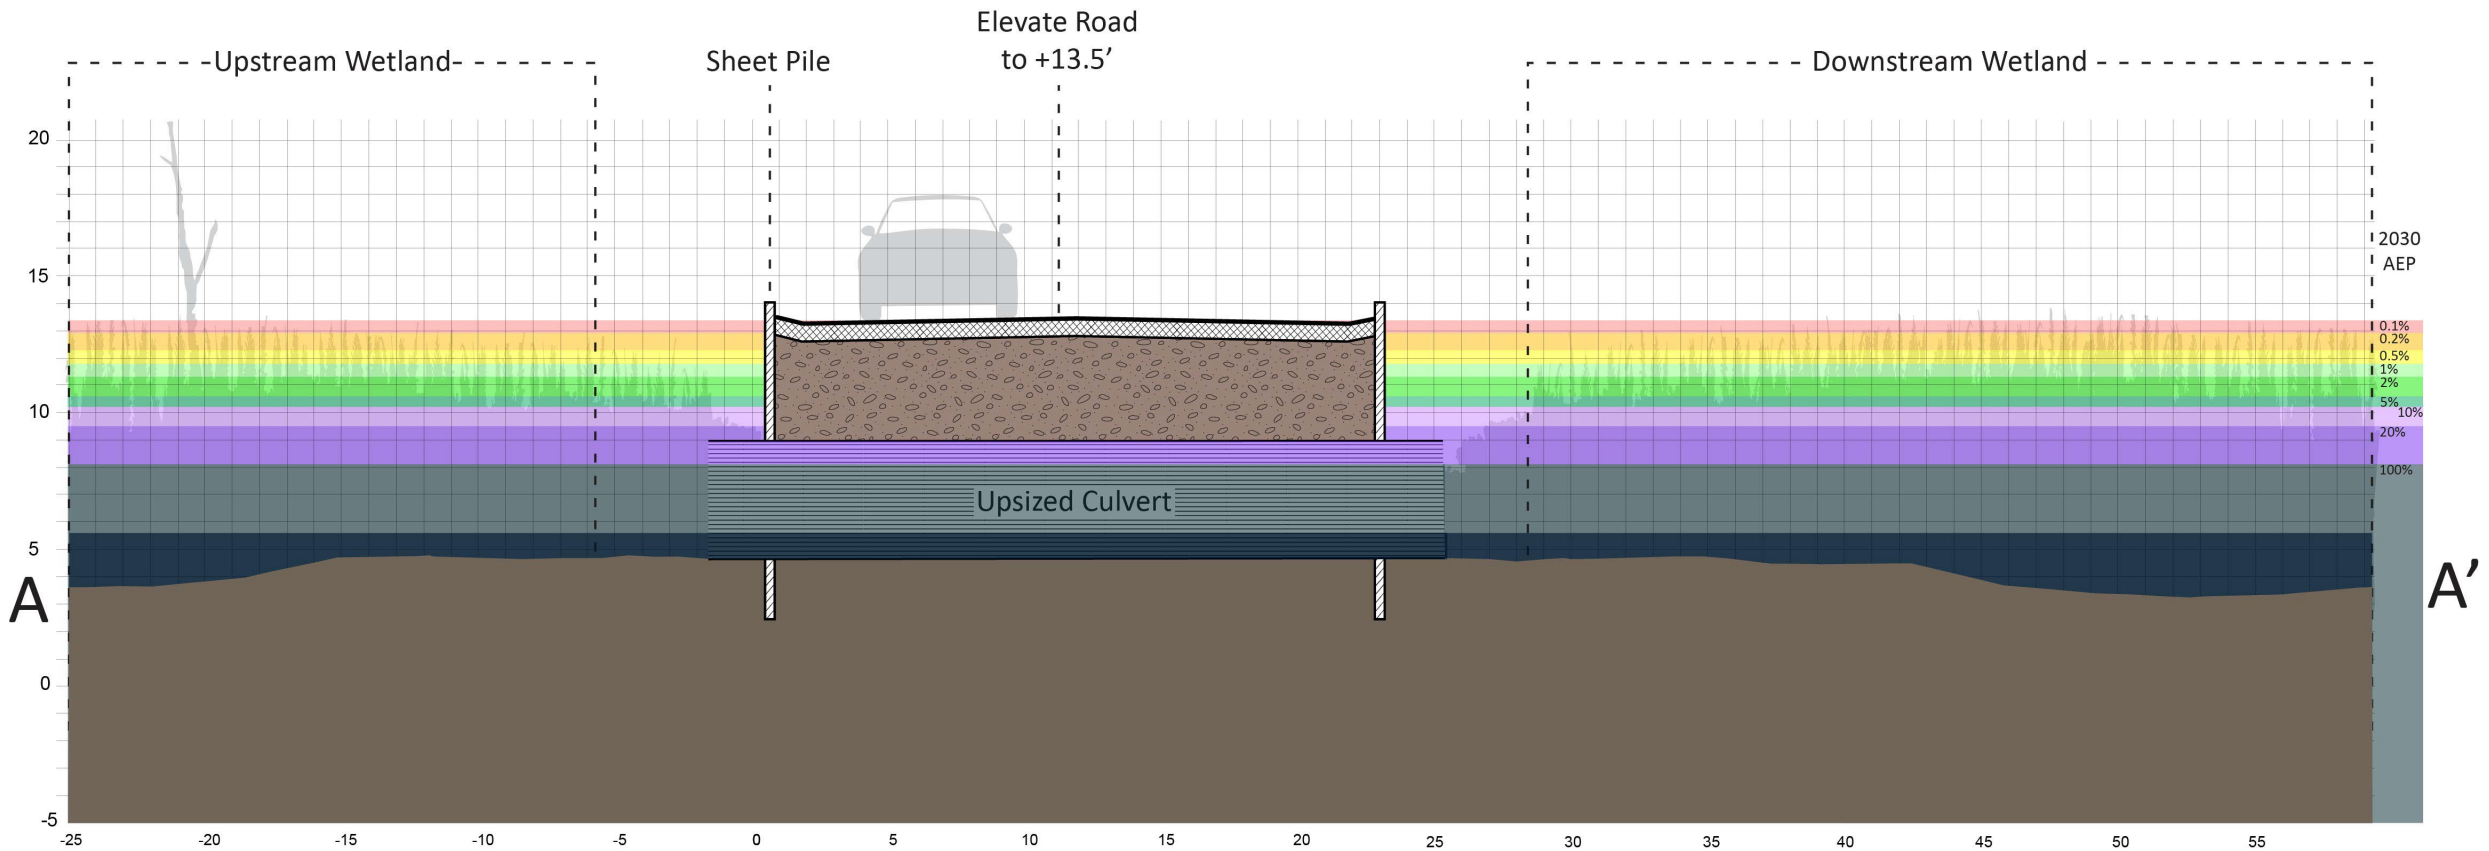 Elevate Road
to +13.5’
Upstream Wetland
Sheet Pile
Downstream Wetland
20
15
10
5
0
-5
2030
AEP
0.1%
0.2%
0.5%
1%
2%
5%
10%
20%
100%
Upsized Culvert
A
A’
-25 -20 -15 -10 -5 0 5 10 15 20 25 30 35 40 45 50 55